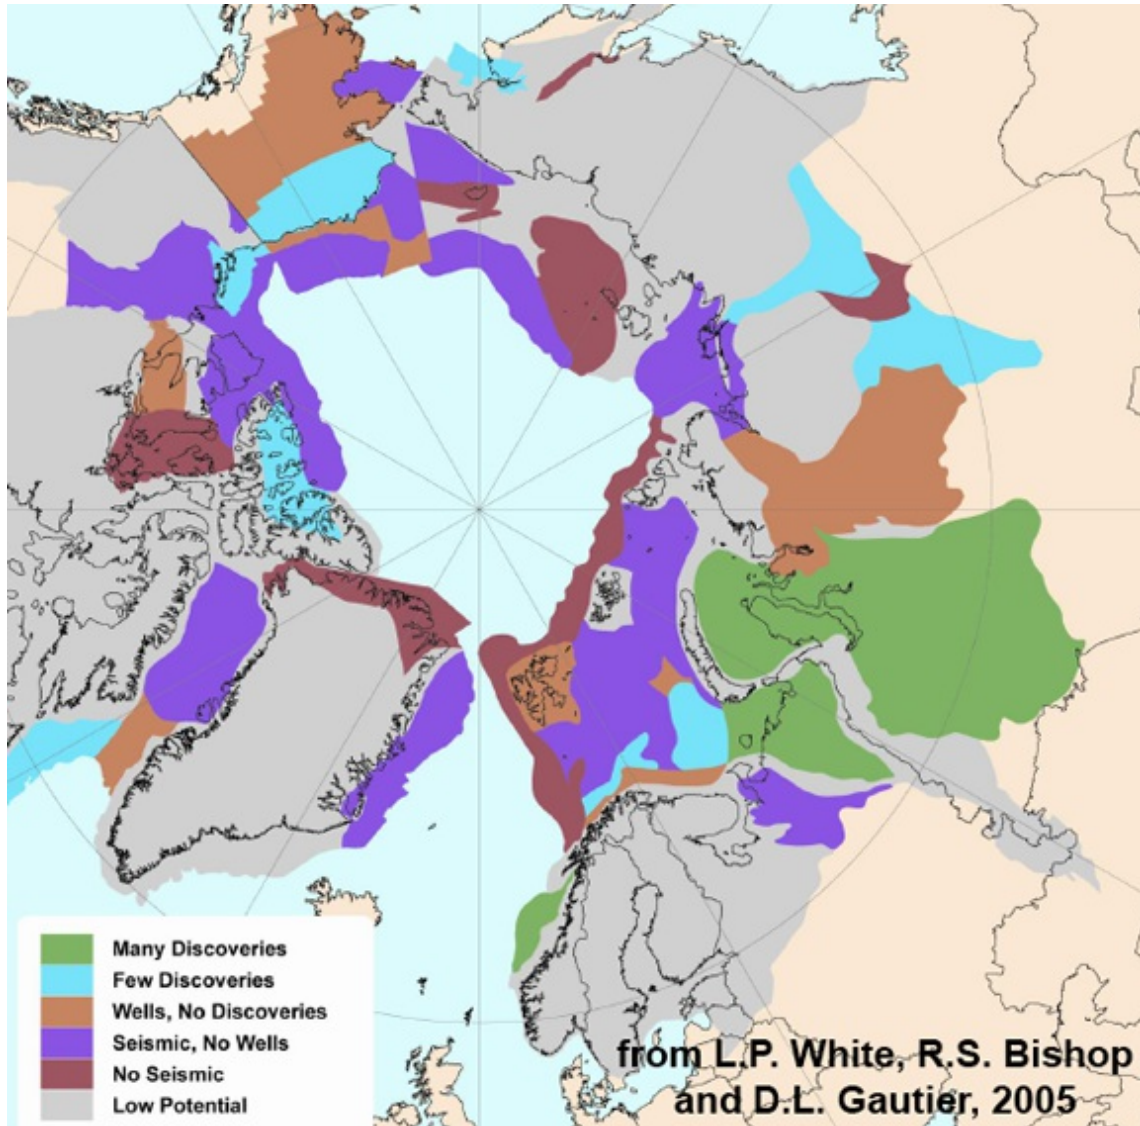 Many Discoveries
Few Discoveries
Wells, No Discoveries
Seismic, No Wells
No Seismic
Low Potential
from L.P. White, R.S. Bishop
and D.L. Gautier, 2005